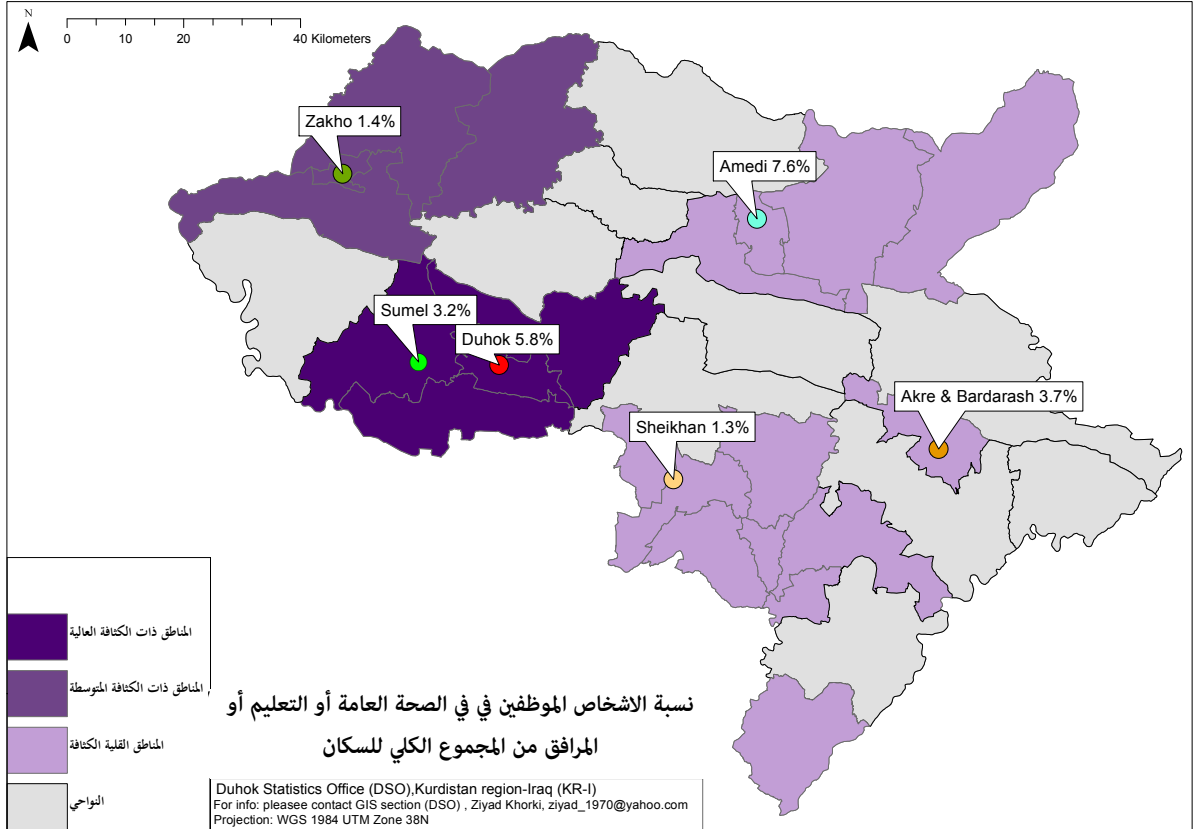 N
0 10 20 40 Kilometers
Zakho 1.4%
Amedi 7.6%
Sumel 3.2%
Duhok 5.8%
Akre & Bardarash 3.7%
Sheikhan 1.3%
المناطق ذات الكثافة العالية
المناطق ذات الكثافة المتوسطة
المناطق القلية الكثافة
النواحي
نسبة الاشخاص الموظفين في في الصحة العامة أو التعليم أو
المرافق من المجموع الكلي للسكان
Duhok Statistics Office (DSO),Kurdistan region-Iraq (KR-I)
For info: pleasee contact GIS section (DSO) , Ziyad Khorki, ziyad_1970@yahoo.com
Projection: WGS 1984 UTM Zone 38N